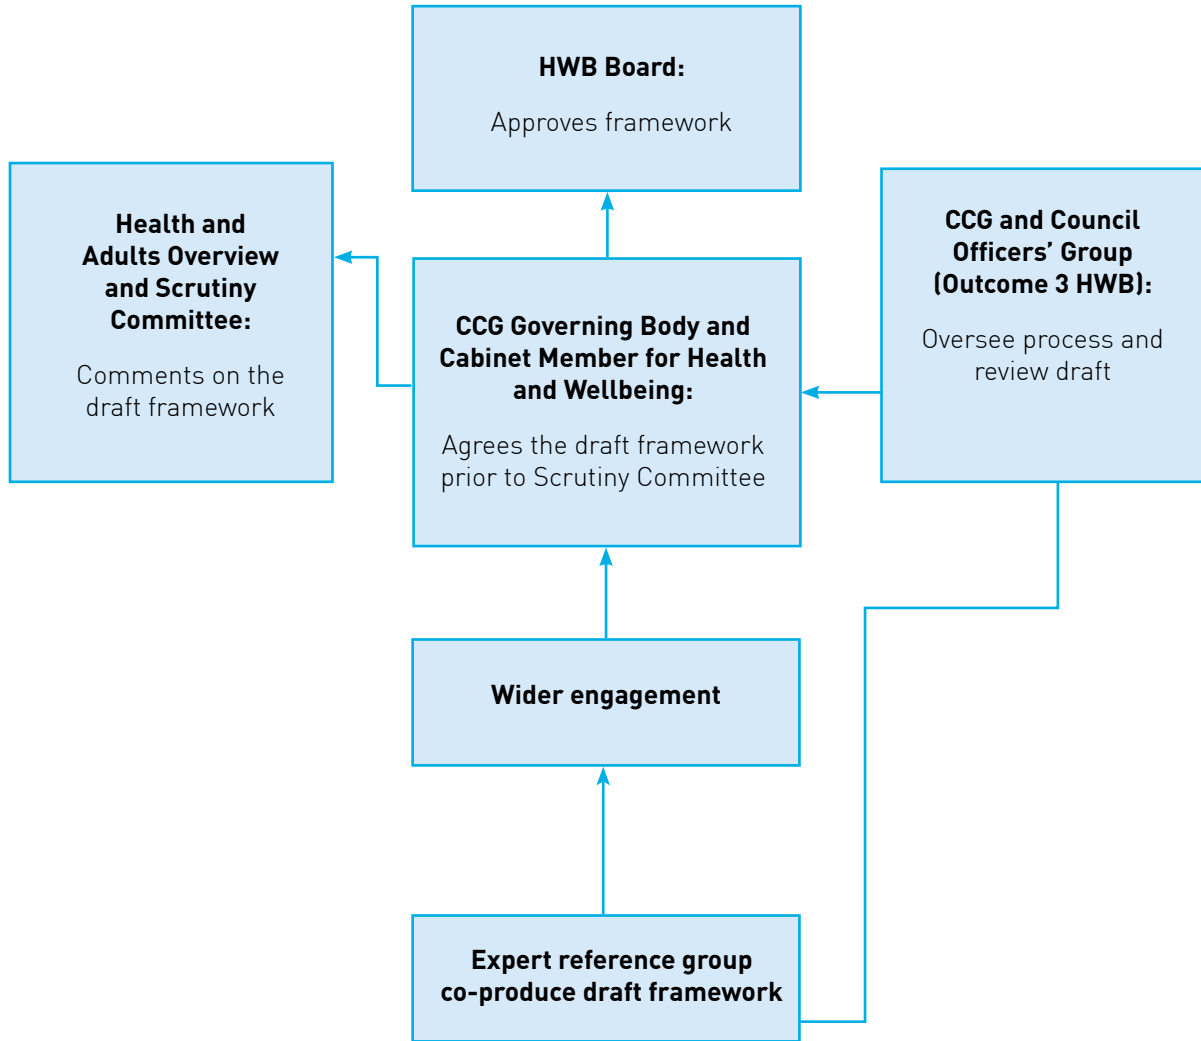 HWB Board:
Approves framework
Health and
Adults Overview
and Scrutiny
Committee:
Comments on the
draft framework
CCG Governing Body and
Cabinet Member for Health
and Wellbeing:
Agrees the draft framework
prior to Scrutiny Committee
CCG and Council
Officers’ Group
(Outcome 3 HWB):
Oversee process and
review draft
Wider engagement
Expert reference group
co-produce draft framework